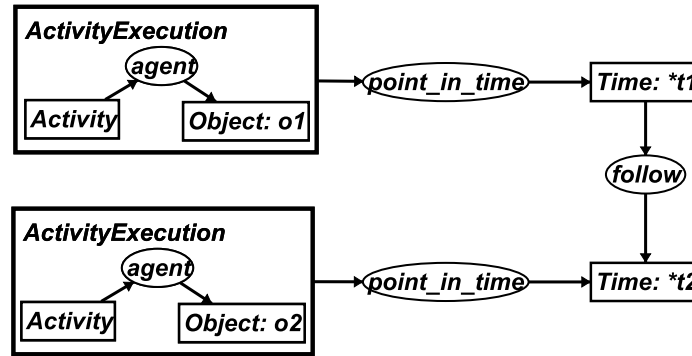 ActivityExecution
agent
Activity
Object: o1
point_in_time
Time: *t1
follow
ActivityExecution
agent
Activity
Object: o2
point_in_time
Time: *t2